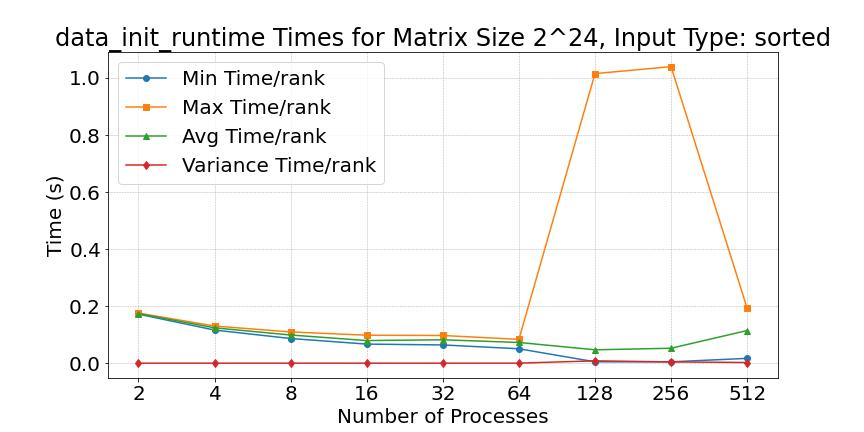 data_init_runtime Times for Matrix Size 2^24, Input Type: sorted
Min Time/rank
Max Time/rank
Avg Time/rank
Variance Time/rank
Time (s)
1.0
0.8
0.6
0.4
0.2
0.0
2 4 8 16 32 64 128 256 512
Number of Processes